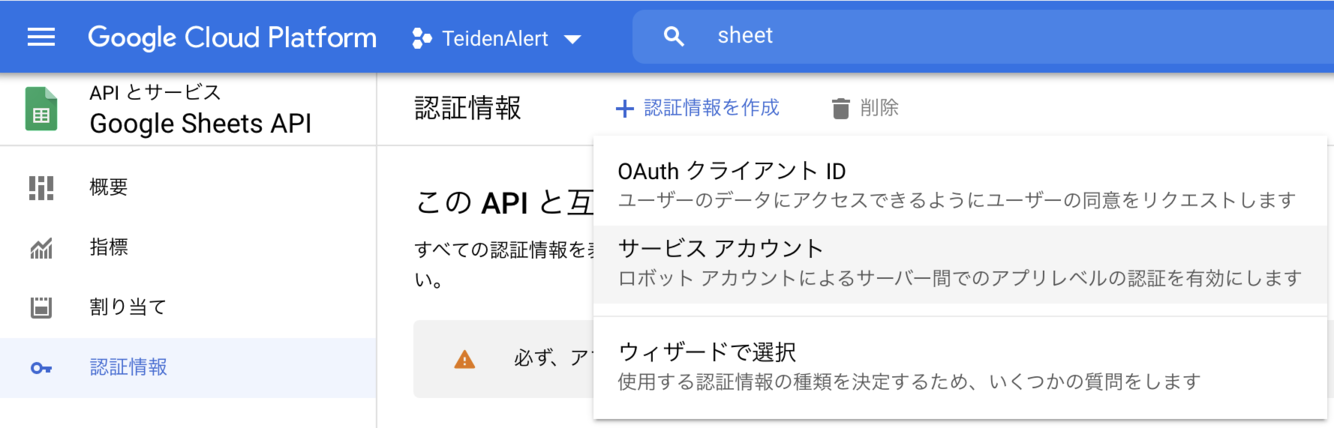 Google Cloud Platform
TeidenAlert
sheet
API とサービス
Google Sheets API
概要
指標
割り当て
認証情報
認証情報
認証情報を作成
削除
この API と互
すべての認証情報を
い。
必ず、ア
OAuth クライアント ID
ユーザーのデータにアクセスできるようにユーザーの同意をリクエストします
サービス アカウント
ロボット アカウントによるサーバー間でのアプリレベルの認証を有効にします
ウィザードで選択
使用する認証情報の種類を決定するため、いくつかの質問をします